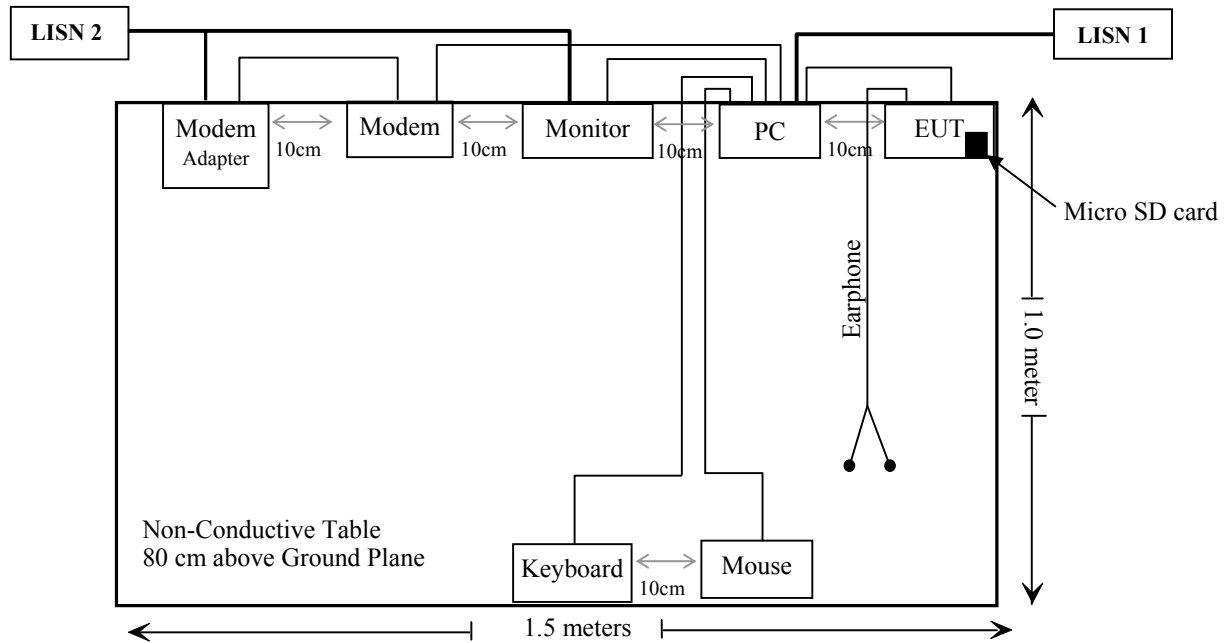 LISN 2
LISN 1
Modem
Adapter
10cm
Modem
10cm
Monitor
10cm
PC
10cm
EUT
Micro SD card
Earphone
1.0 meter
Non-Conductive Table
80 cm above Ground Plane
Keyboard
10cm
Mouse
1.5 meters